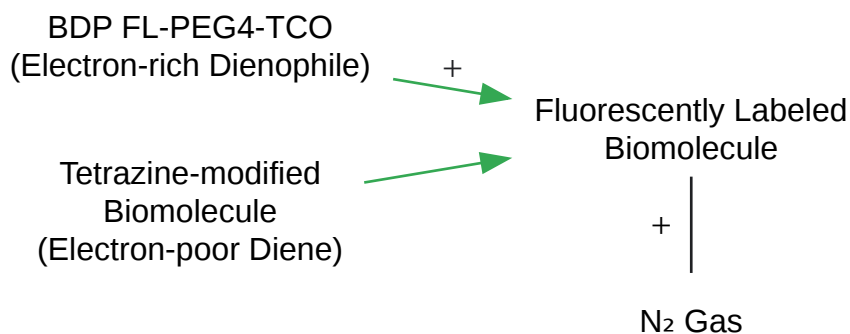 BDP FL-PEG4-TCO
(Electron-rich Dienophile)
+
Tetrazine-modified
Biomolecule
(Electron-poor Diene)
Fluorescently Labeled
Biomolecule
+
N₂ Gas